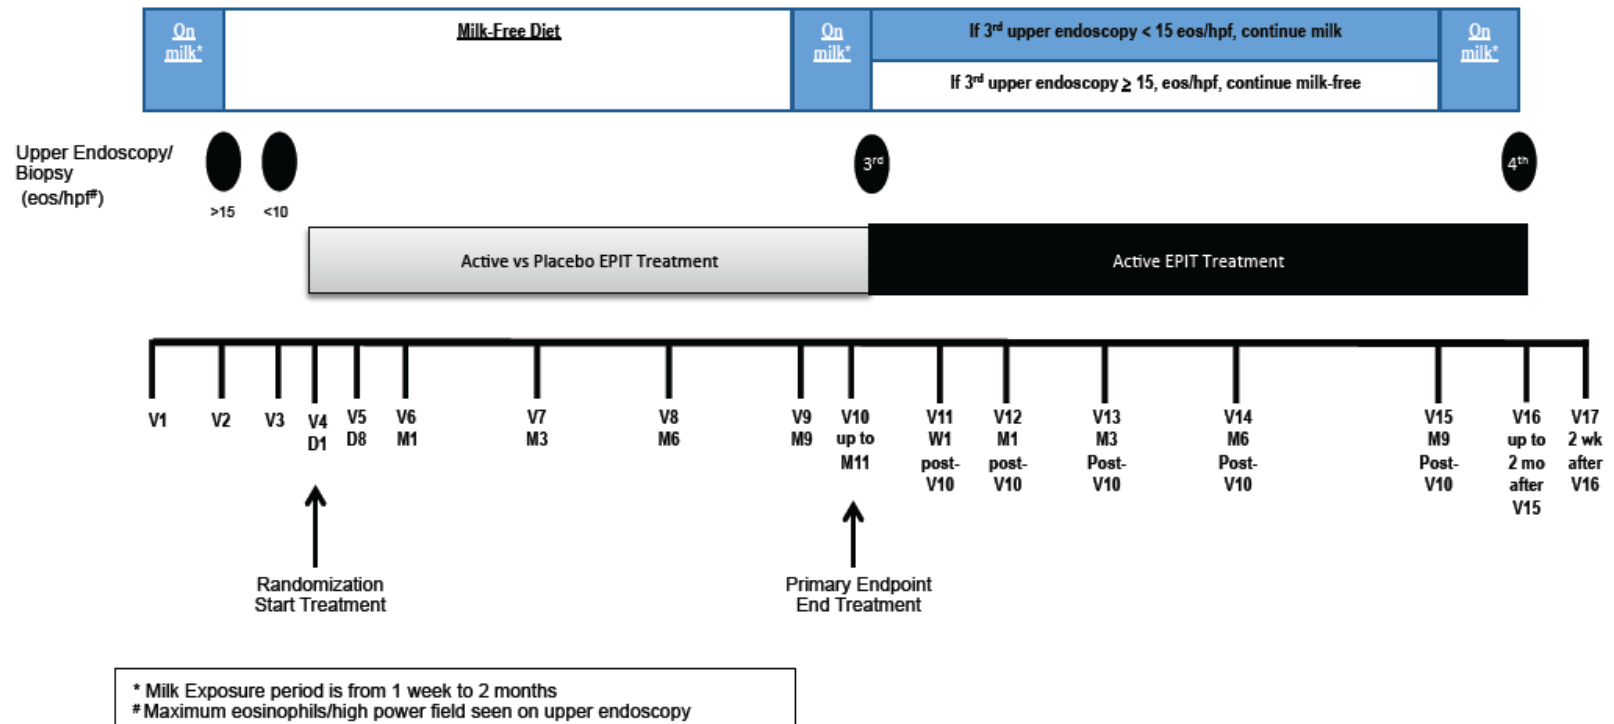 On
milk*
Milk-Free Diet
On
milk*
If 3rd upper endoscopy < 15 eos/hpf, continue milk
If 3rd upper endoscopy ≥ 15, eos/hpf, continue milk-free
On
milk*
Upper Endoscopy/
Biopsy
(eos/hpf#)
>15
<10
3rd
4th
Active vs Placebo EPIT Treatment
Active EPIT Treatment
V1
V2
V3
V4
D1
V5
D8
V6
M1
V7
M3
V8
M6
V9
M9
V10
up to
M11
V11
W1
post-
V10
V12
M1
post-
V10
V13
M3
Post-
V10
V14
M6
Post-
V10
V15
M9
Post-
V10
V16
up to
2 mo
after
V15
V17
2 wk
after
V16
Randomization
Start Treatment
Primary Endpoint
End Treatment
* Milk Exposure period is from 1 week to 2 months
# Maximum eosinophils/high power field seen on upper endoscopy